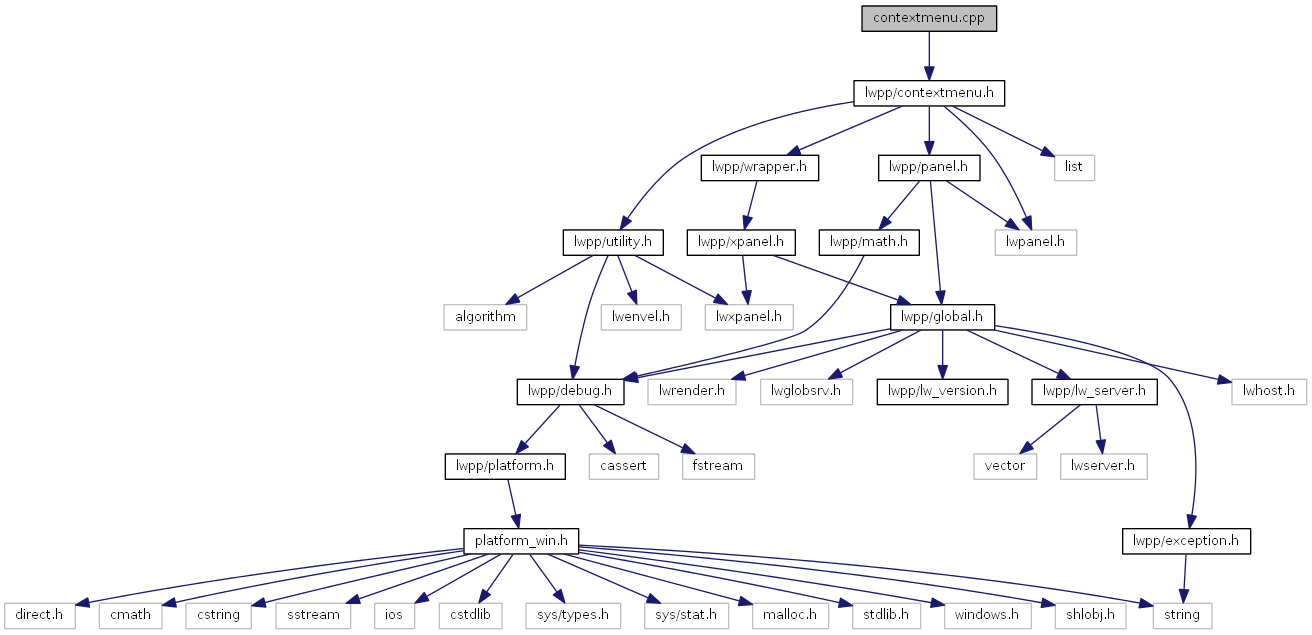 contextmenu.cpp
lwpp/contextmenu.h
lwpp/wrapper.h
lwpp/panel.h
list
lwpp/utility.h
lwpp/xpanel.h
lwpp/math.h
lwpanel.h
algorithm
lwenvel.h
lwxpanel.h
lwpp/global.h
lwpp/debug.h
lwrender.h
lwglobsrv.h
lwpp/lw_version.h
lwpp/lw_server.h
lwhost.h
lwpp/platform.h
cassert
fstream
vector
lwserver.h
platform_win.h
lwpp/exception.h
direct.h
cmath
cstring
sstream
ios
cstdlib
sys/types.h
sys/stat.h
malloc.h
stdlib.h
windows.h
shlobj.h
string